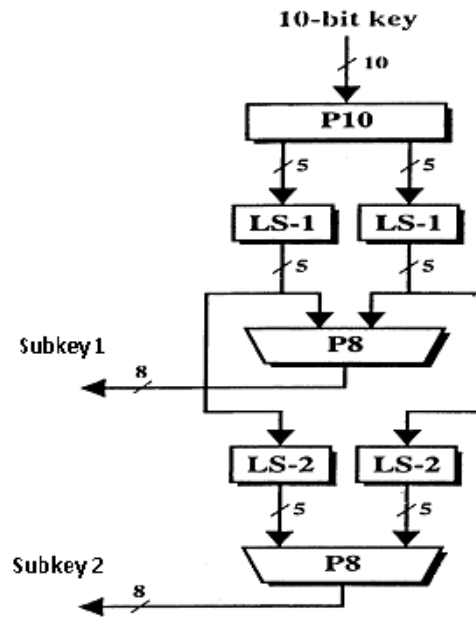 10-bit key
10
P10
5 5
LS-1 LS-1
5 5
P8
Subkey 1
8
LS-2 LS-2
5 5
P8
Subkey 2
8